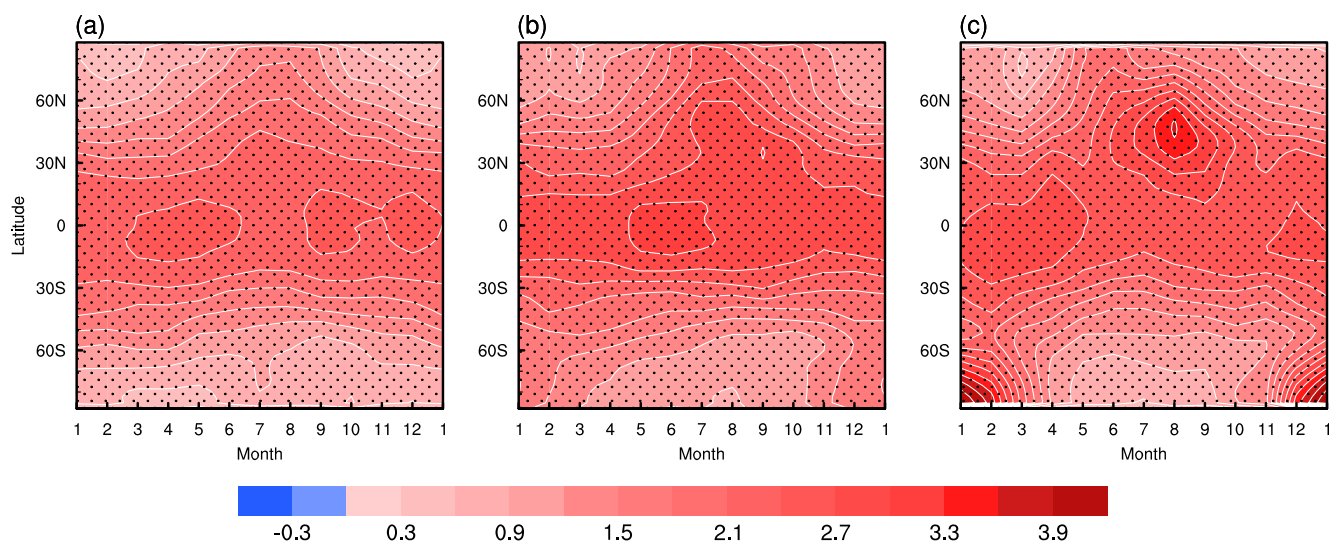 (a) (b) (c)
60N 60N 60N
30N 30N 30N
Latitude
0 0 0
30S 30S 30S
60S 60S 60S
1 2 3 4 5 6 7 8 9 10 11 12 1 1 2 3 4 5 6 7 8 9 10 11 12 1 1 2 3 4 5 6 7 8 9 10 11 12 1
Month Month Month
-0.3 0.3 0.9 1.5 2.1 2.7 3.3 3.9